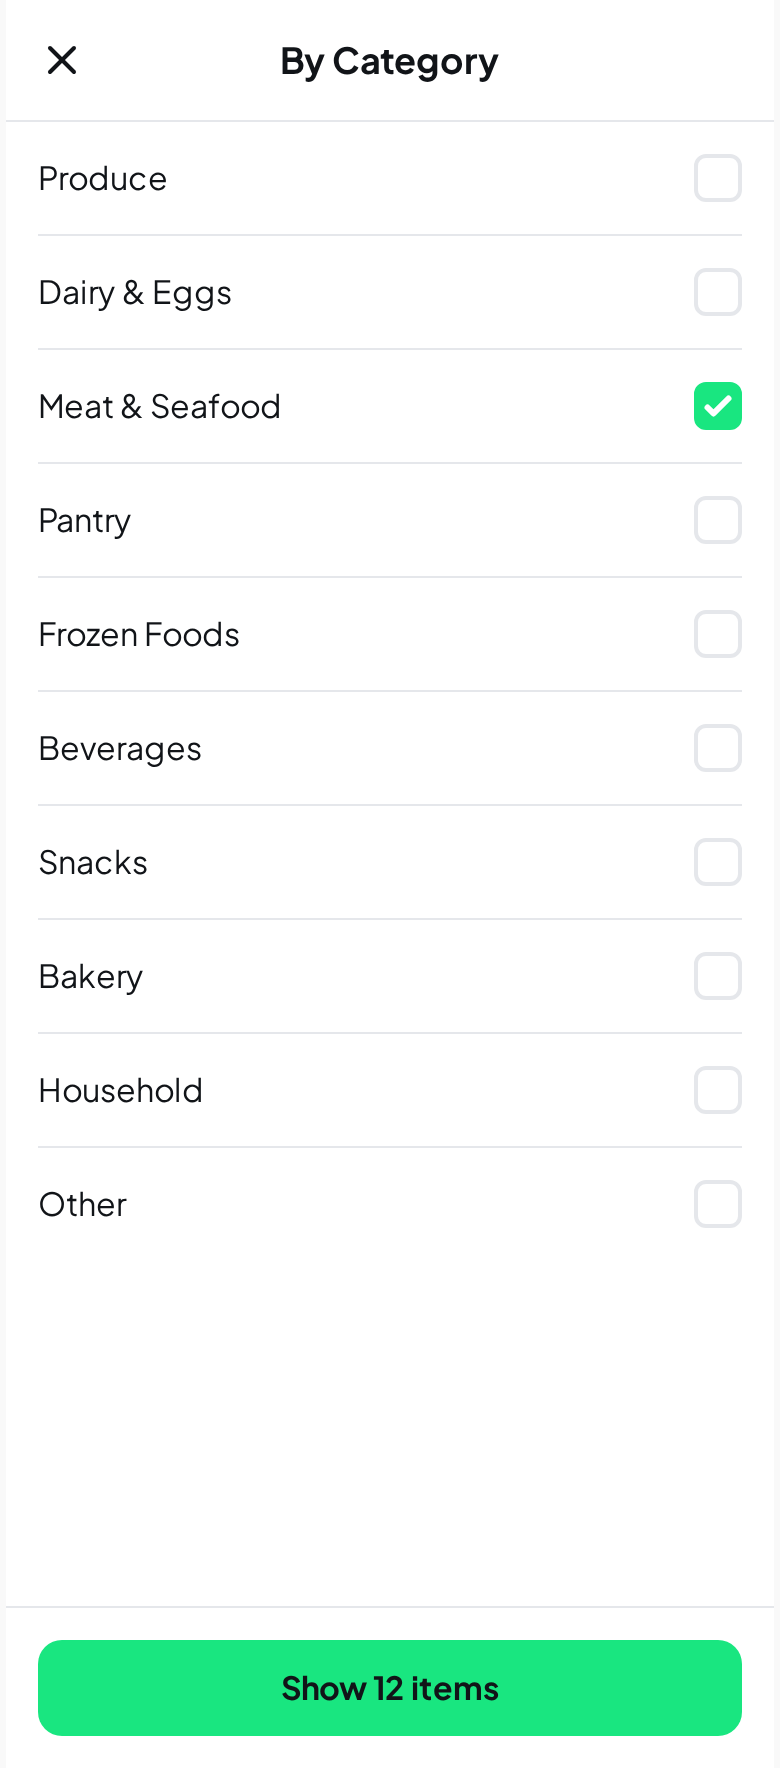 By Category
Produce
Dairy & Eggs
Meat & Seafood
Pantry
Frozen Foods
Beverages
Snacks
Bakery
Household
Other
Show 12 items